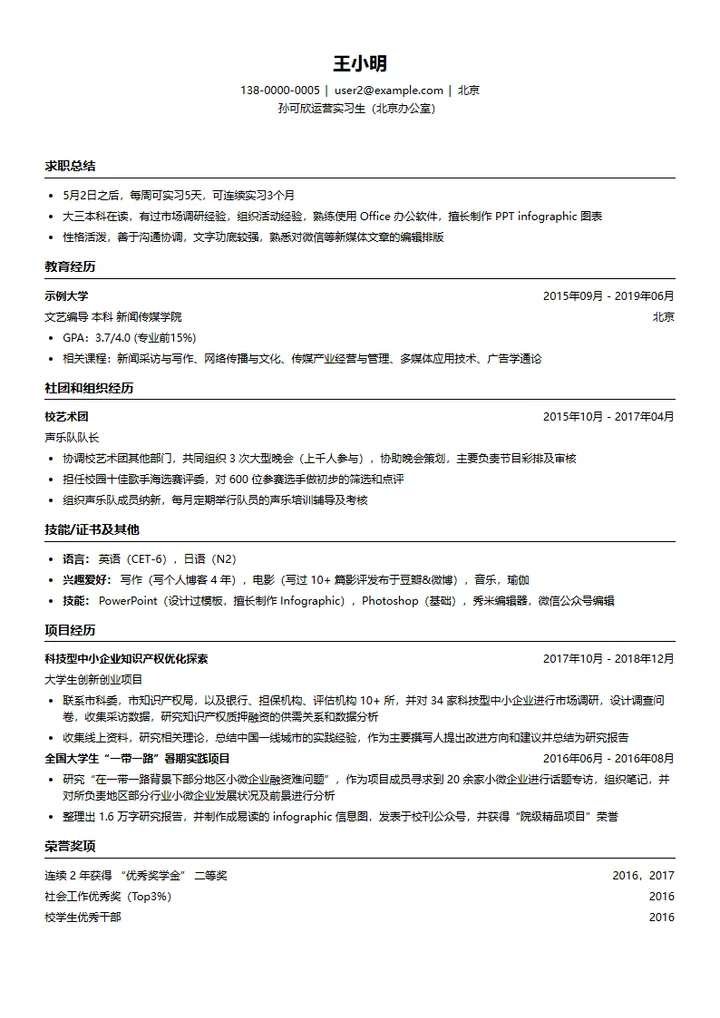 王小明
138-0000-0005 | user2@example.com | 北京
孙可欣运营实习生（北京办公室）
求职总结
• 5月2日之后，每周可实习5天，可连续实习3个月
• 大三本科在读，有过市场调研经验，组织活动经验，熟练使用 Office 办公软件，擅长制作 PPT infographic 图表
• 性格活泼，善于沟通协调，文字功底较强，熟悉对微信等新媒体文章的编辑排版
教育经历
示例大学 2015年09月 - 2019年06月
文艺编导 本科 新闻传媒学院 北京
• GPA：3.7/4.0 (专业前15%)
• 相关课程：新闻采访与写作、网络传播与文化、传媒产业经营与管理、多媒体应用技术、广告学通论
社团和组织经历
校艺术团 2015年10月 - 2017年04月
声乐队队长
• 协调校艺术团其他部门，共同组织 3 次大型晚会（上千人参与），协助晚会策划，主要负责节目彩排及审核
• 担任校园十佳歌手海选赛评委，对 600 位参赛选手做初步的筛选和点评
• 组织声乐队成员纳新，每月定期举行队员的声乐培训辅导及考核
技能/证书及其他
• 语言： 英语（CET-6），日语（N2）
• 兴趣爱好： 写作（写个人博客 4 年），电影（写过 10+ 篇影评发布于豆瓣&微博），音乐，瑜伽
• 技能： PowerPoint（设计过模板，擅长制作 Infographic），Photoshop（基础），秀米编辑器，微信公众号编辑
项目经历
科技型中小企业知识产权优化探索 2017年10月 - 2018年12月
大学生创新创业项目
• 联系市科委，市知识产权局，以及银行、担保机构、评估机构 10+ 所，并对 34 家科技型中小企业进行市场调研，设计调查问
卷，收集采访数据，研究知识产权质押融资的供需关系和数据分析
• 收集线上资料，研究相关理论，总结中国一线城市的实践经验，作为主要撰写人提出改进方向和建议并总结为研究报告
全国大学生“一带一路”暑期实践项目 2016年06月 - 2016年08月
• 研究“在一带一路背景下部分地区小微企业融资难问题”，作为项目成员寻求到 20 余家小微企业进行话题专访，组织笔记，并
对所负责地区部分行业小微企业发展状况及前景进行分析
• 整理出 1.6 万字研究报告，并制作成易读的 infographic 信息图，发表于校刊公众号，并获得“院级精品项目”荣誉
荣誉奖项
连续 2 年获得 “优秀奖学金” 二等奖 2016，2017
社会工作优秀奖（Top3%） 2016
校学生优秀干部 2016